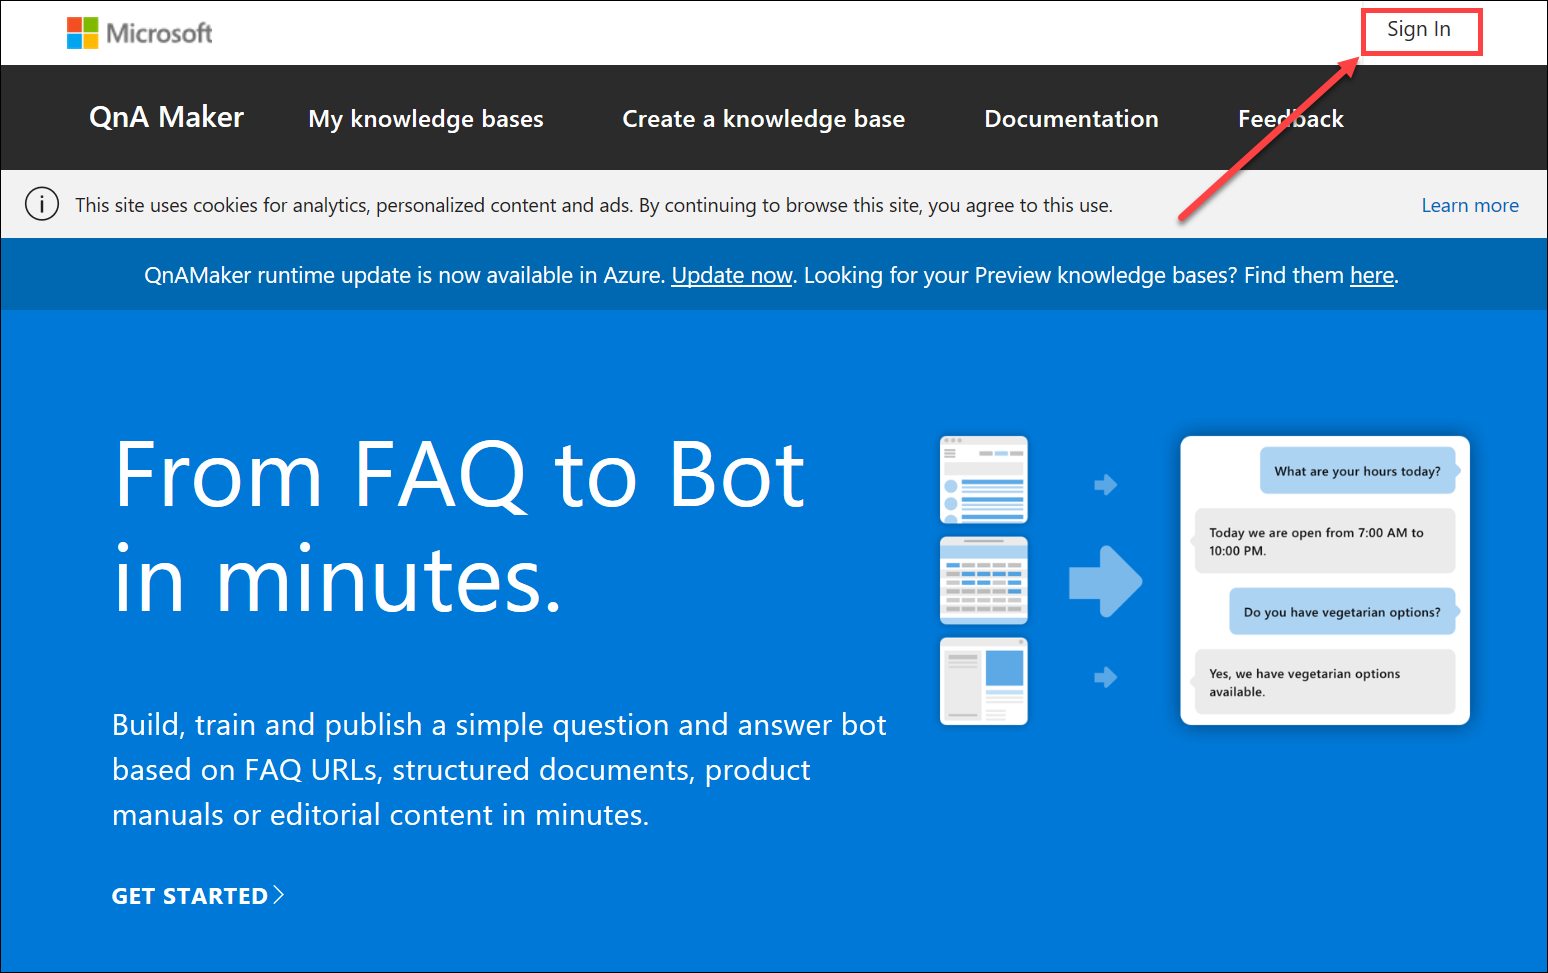 Microsoft
Sign In
QnA Maker My knowledge bases Create a knowledge base Documentation Feedback
This site uses cookies for analytics, personalized content and ads. By continuing to browse this site, you agree to this use. Learn more
QnAMaker runtime update is now available in Azure. Update now. Looking for your Preview knowledge bases? Find them here.
From FAQ to Bot
in minutes.
Build, train and publish a simple question and answer bot
based on FAQ URLs, structured documents, product
manuals or editorial content in minutes.
GET STARTED
What are your hours today?
Today we are open from 7:00 AM to
10:00 PM.
Do you have vegetarian options?
Yes, we have vegetarian options
available.